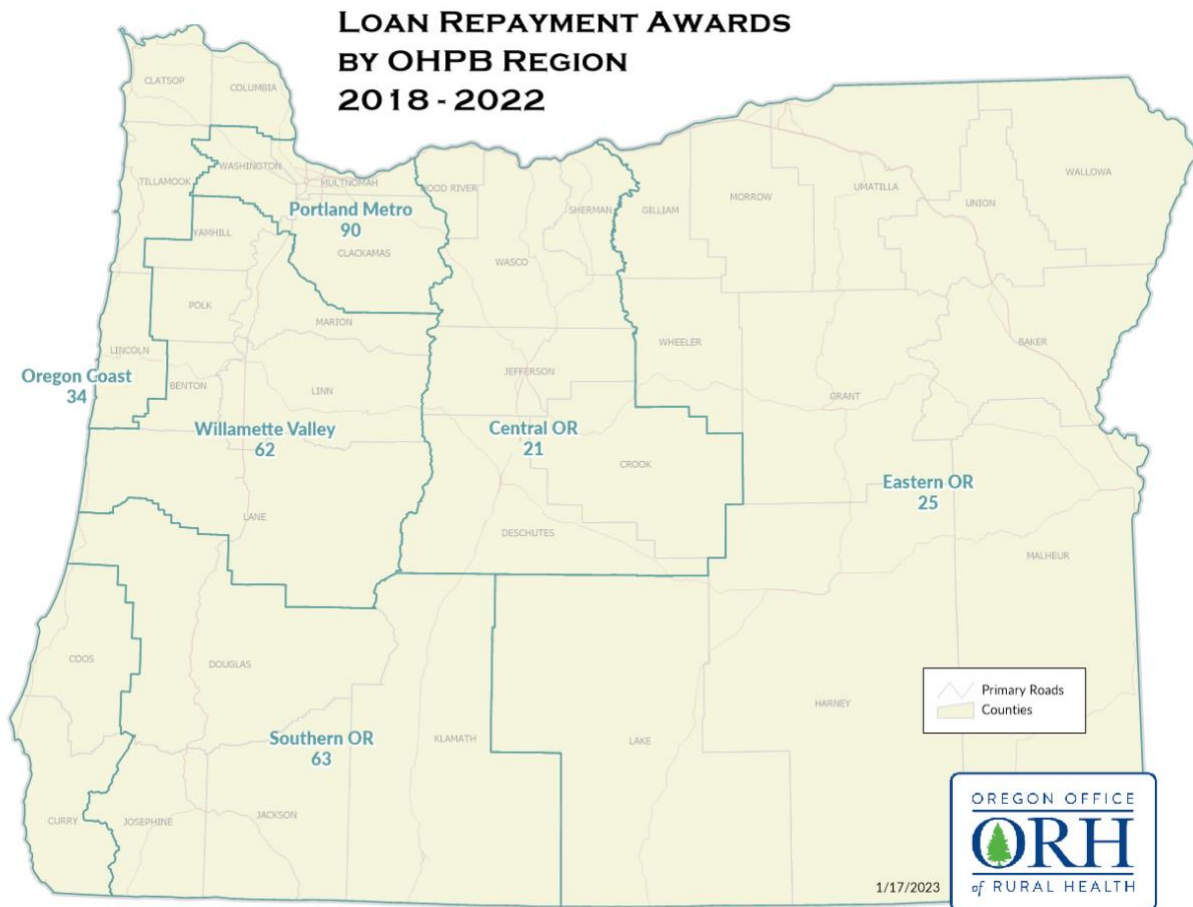 LOAN REPAYMENT AWARDS
BY OHPB REGION
2018 - 2022
CLATSOP
COLUMBIA
WASHINGTON
TILLAMOOK
MULTNOMAH
HOOD RIVER
SHERMAN
GILLIAM
MORROW
UMATILLA
UNION
WALLOWA
Portland Metro
90
YAMHILL
CLACKAMAS
WASCO
POLK
MARION
LINCOLN
BENTON
LINN
JEFFERSON
WHEELER
GRANT
BAKER
Oregon Coast
34
Willamette Valley
62
Central OR
21
CROOK
Eastern OR
25
LANE
DESCHUTES
MALHEUR
COOS
DOUGLAS
Southern OR
63
KLAMATH
LAKE
HARNEY
CURRY
JOSEPHINE
JACKSON
Primary Roads
Counties
1/17/2023
OREGON OFFICE
ORH
of RURAL HEALTH